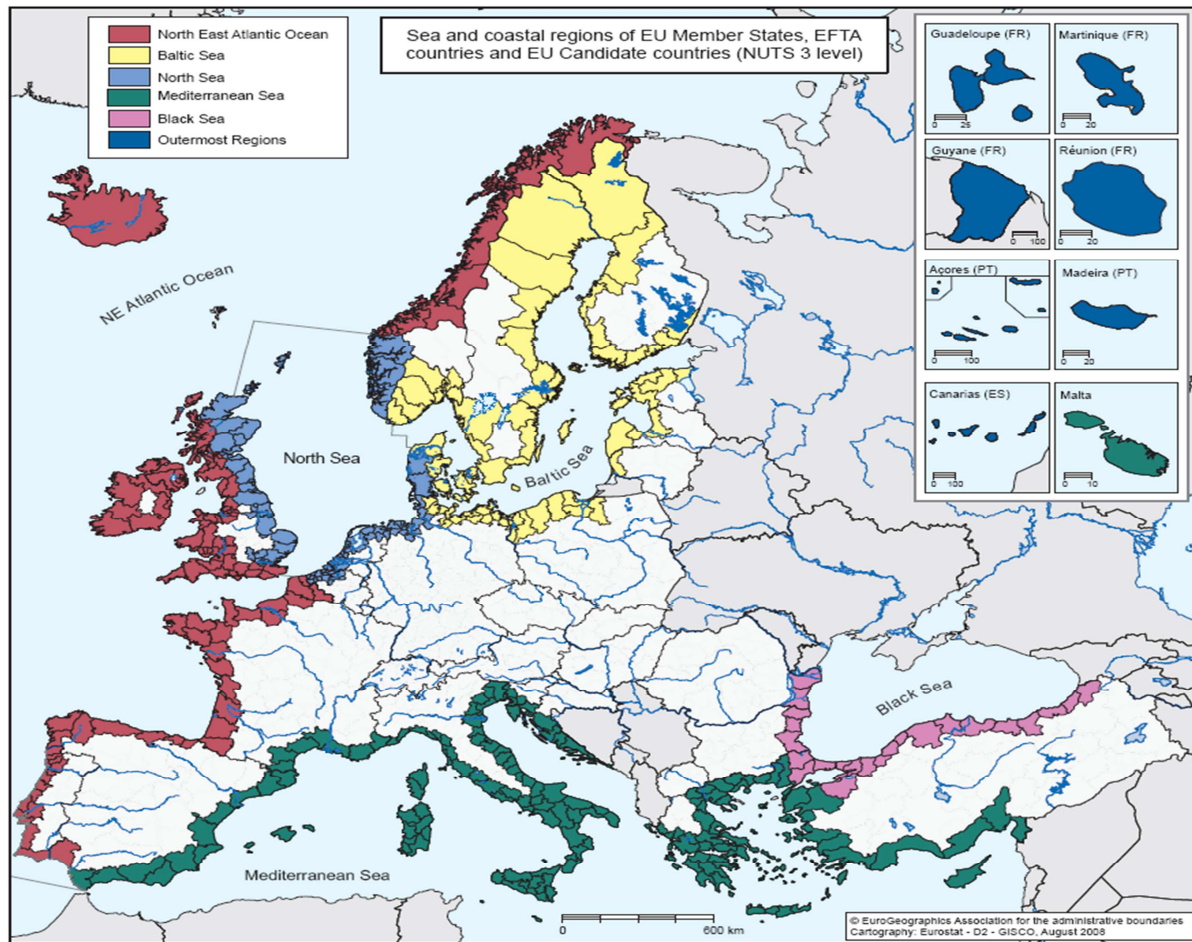 North East Atlantic Ocean
Baltic Sea
North Sea
Mediterranean Sea
Black Sea
Outermost Regions
Sea and coastal regions of EU Member States, EFTA
countries and EU Candidate countries (NUTS 3 level)
Guadeloupe (FR)
0 25
Martinique (FR)
0 20
Guyane (FR)
0 100
Réunion (FR)
0 20
Açores (PT)
0 100
Madeira (PT)
0 20
Canarias (ES)
0 100
Malta
0 10
NE Atlantic Ocean
North Sea
Baltic Sea
Black Sea
Mediterranean Sea
0 600 km
© EuroGeographics Association for the administrative boundaries
Cartography: Eurostat - D2 - GISCO, August 2008